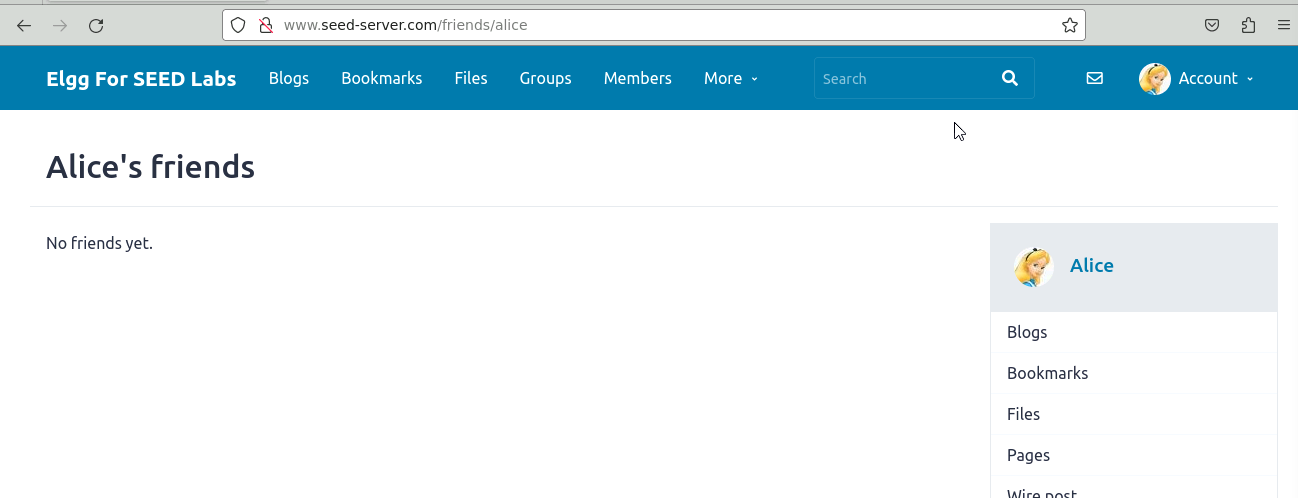 www.seed-server.com/friends/alice
Elgg For SEED Labs Blogs Bookmarks Files Groups Members More Search Account
Alice's friends
No friends yet.
Alice
Blogs
Bookmarks
Files
Pages
Wire post